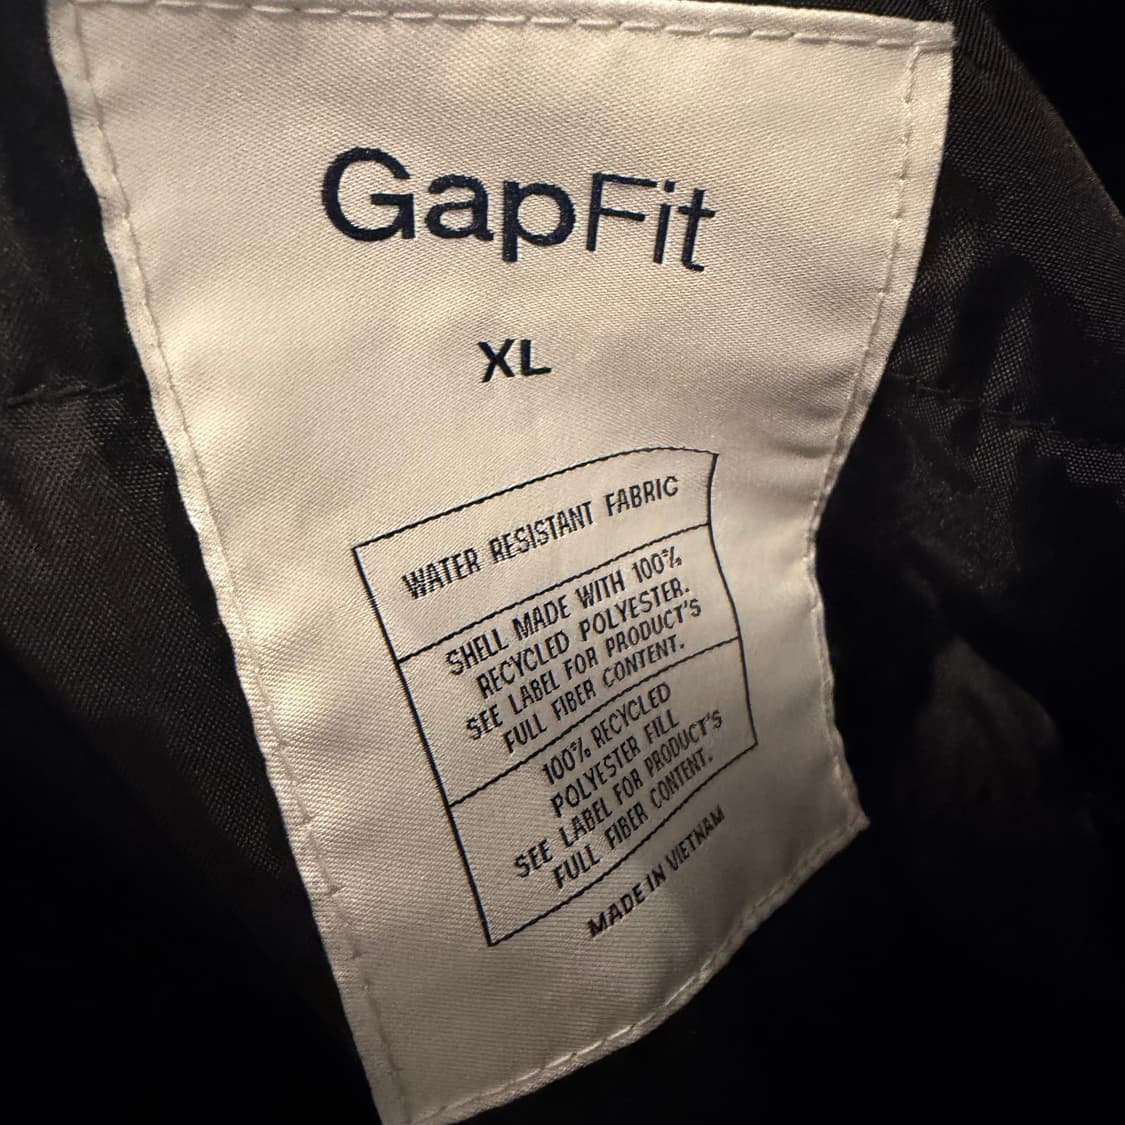 GapFit
XL
WATER RESISTANT FABRIC
SHELL MADE WITH 100%
RECYCLED POLYESTER.
SEE LABEL FOR PRODUCT'S
FULL FIBER CONTENT.
100% RECYCLED
POLYESTER FILL
SEE LABEL FOR PRODUCT'S
FULL FIBER CONTENT.
MADE IN VIETNAM